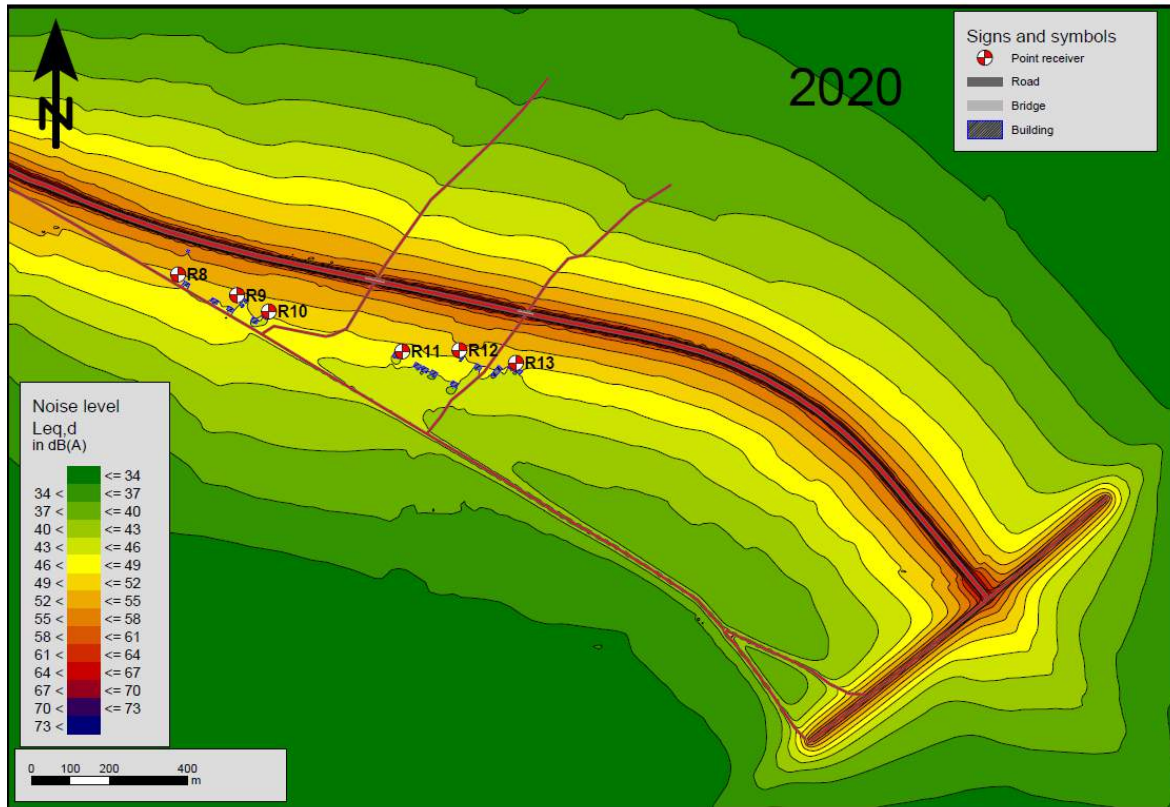 N
2020
Signs and symbols
Point receiver
Road
Bridge
Building
R8
R9
R10
R11
R12
R13
Noise level
Leq,d
in dB(A)
<= 34
34 < <= 37
37 < <= 40
40 < <= 43
43 < <= 46
46 < <= 49
49 < <= 52
52 < <= 55
55 < <= 58
58 < <= 61
61 < <= 64
64 < <= 67
67 < <= 70
70 < <= 73
73 <
0 100 200 400
m